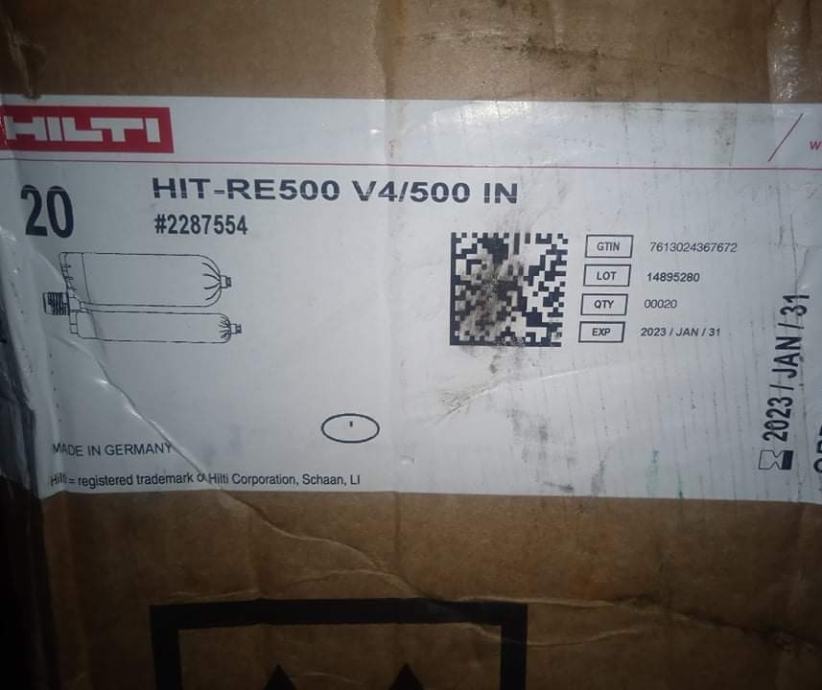 HILTI
20
HIT-RE500 V4/500 IN
#2287554
GTIN 7613024367672
LOT 14895280
QTY 00020
EXP 2023 / JAN / 31
2023 / JAN / 31
MADE IN GERMANY
Hilti = registered trademark of Hilti Corporation, Schaan, LI